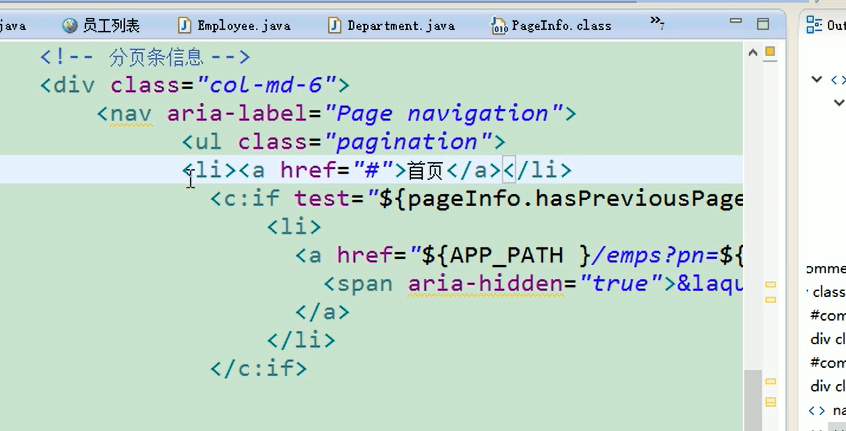 java 员工列表 Employee.java Department.java PageInfo.class »7 Out
<!-- 分页条信息 -->
<div class="col-md-6">
<nav aria-label="Page navigation">
<ul class="pagination">
<li><a href="#">首页</a></li>
<c:if test="${pageInfo.hasPreviousPage
<li>
<a href="${APP_PATH }/emps?pn=${
<span aria-hidden="true">&laqu
</a>
</li>
</c:if>
<>
omme
class
#com
div cl
#com
div cl
<> na